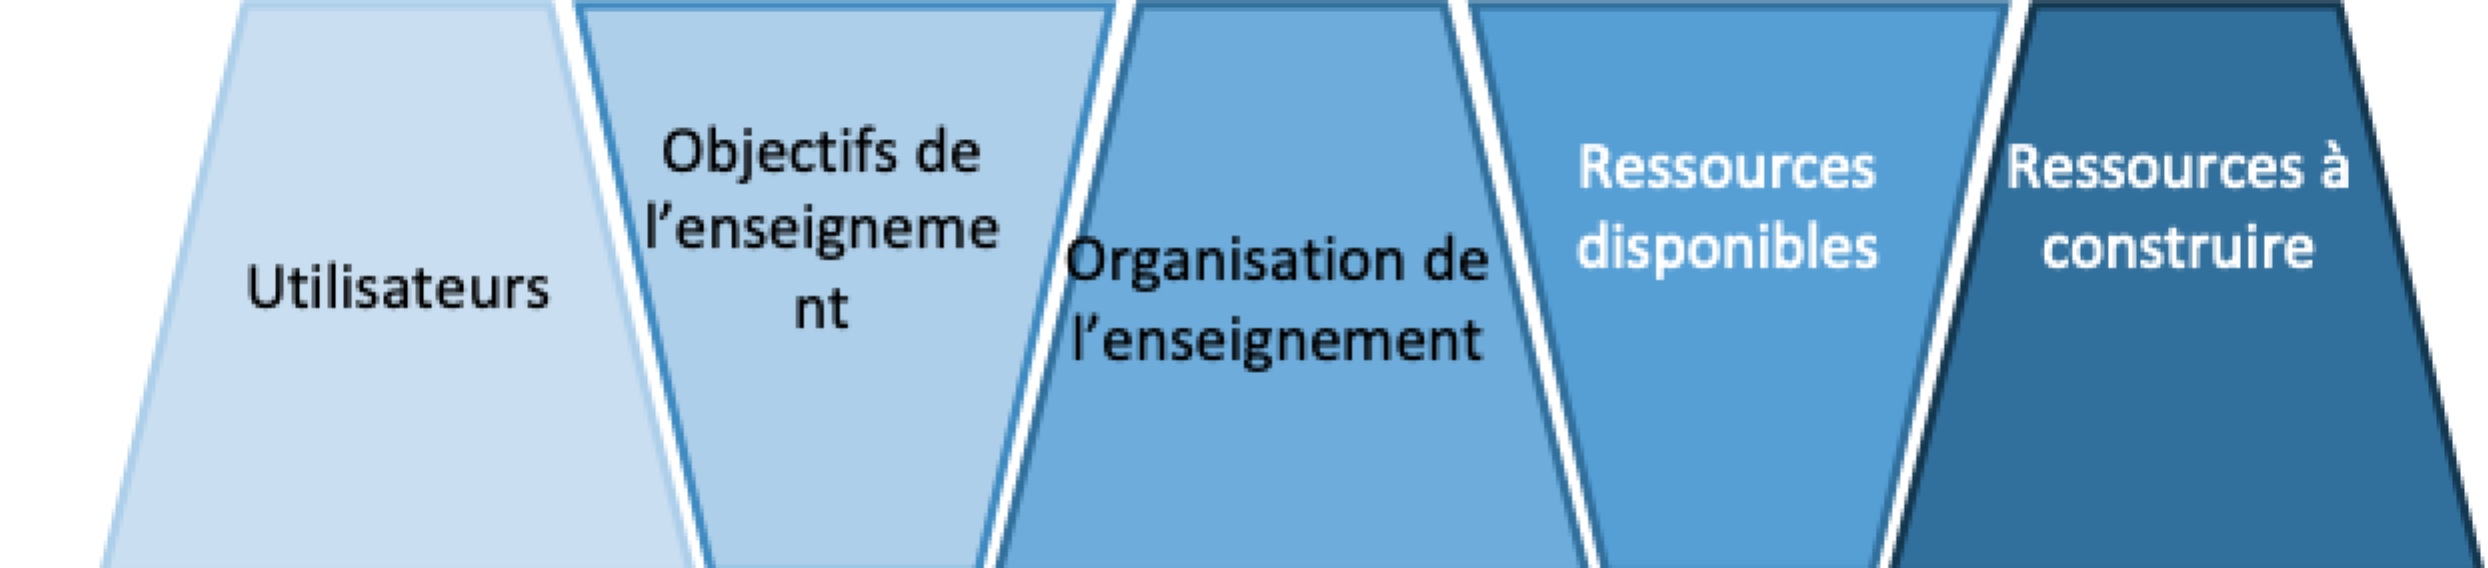 Utilisateurs
Objectifs de
l’enseigneme
nt
Organisation de
l’enseignement
Ressources
disponibles
Ressources à
construire